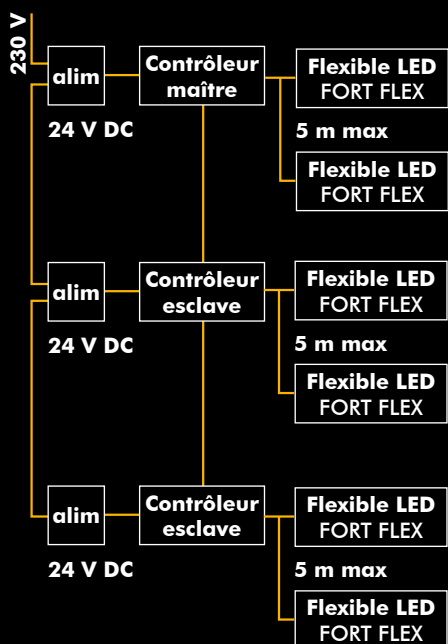 230 V
alim
24 V DC
Contrôleur
maître
Flexible LED
FORT FLEX
5 m max
Flexible LED
FORT FLEX
alim
24 V DC
Contrôleur
esclave
Flexible LED
FORT FLEX
5 m max
Flexible LED
FORT FLEX
alim
24 V DC
Contrôleur
esclave
Flexible LED
FORT FLEX
5 m max
Flexible LED
FORT FLEX